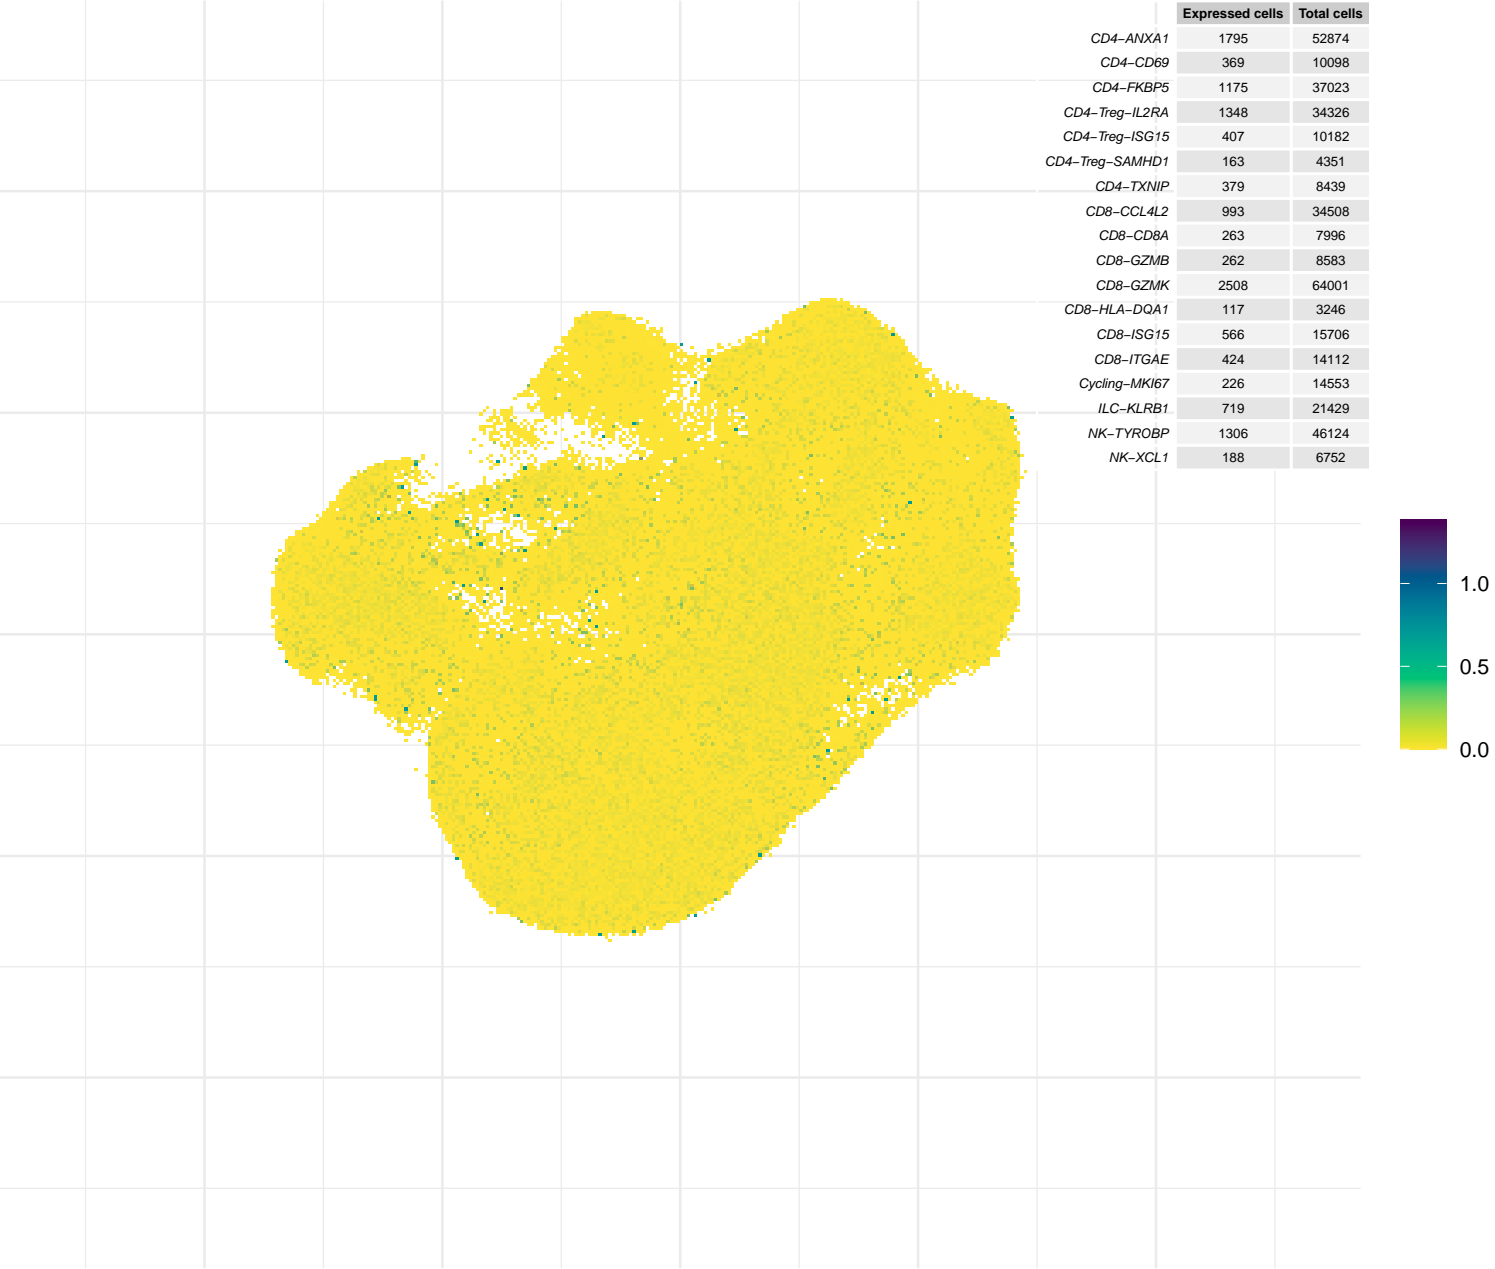 Expressed cells Total cells
CD4−ANXA1 1795 52874
CD4−CD69 369 10098
CD4−FKBP5 1175 37023
CD4−Treg−IL2RA 1348 34326
CD4−Treg−ISG15 407 10182
CD4−Treg−SAMHD1 163 4351
CD4−TXNIP 379 8439
CD8−CCL4L2 993 34508
CD8−CD8A 263 7996
CD8−GZMB 262 8583
CD8−GZMK 2508 64001
CD8−HLA−DQA1 117 3246
CD8−ISG15 566 15706
CD8−ITGAE 424 14112
Cycling−MKI67 226 14553
ILC−KLRB1 719 21429
NK−TYROBP 1306 46124
NK−XCL1 188 6752
1.0
0.5
0.0